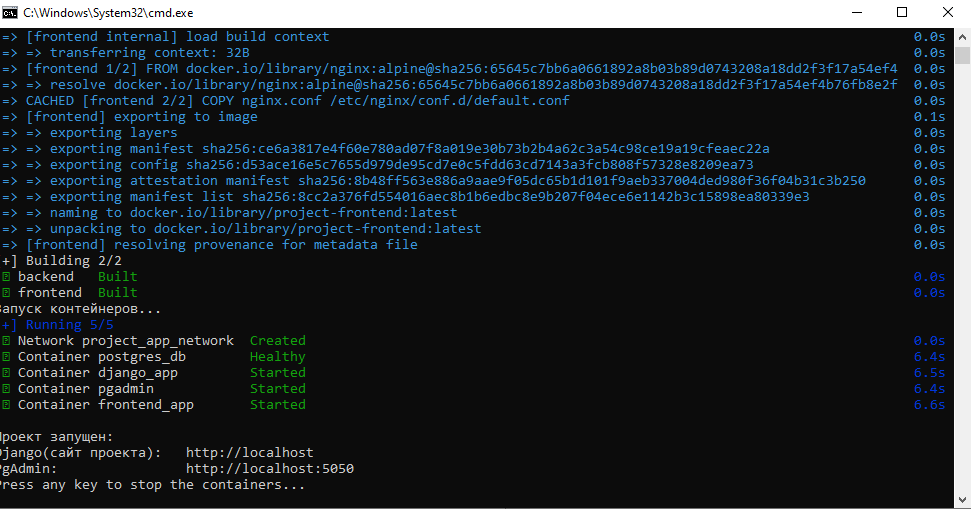 C:\Windows\System32\cmd.exe
=> [frontend internal] load build context 0.0s
=> => transferring context: 32B 0.0s
=> [frontend 1/2] FROM docker.io/library/nginx:alpine@sha256:65645c7bb6a0661892a8b03b89d0743208a18dd2f3f17a54ef4 0.0s
=> => resolve docker.io/library/nginx:alpine@sha256:65645c7bb6a0661892a8b03b89d0743208a18dd2f3f17a54ef4b76fb8e2f 0.0s
=> CACHED [frontend 2/2] COPY nginx.conf /etc/nginx/conf.d/default.conf 0.0s
=> [frontend] exporting to image 0.1s
=> => exporting layers 0.0s
=> => exporting manifest sha256:ce6a3817e4f60e780ad07f8a019e30b73b2b4a62c3a54c98ce19a19cfeaec22a 0.0s
=> => exporting config sha256:d53ace16e5c7655d979de95cd7e0c5fdd63cd7143a3fcb808f57328e8209ea73 0.0s
=> => exporting attestation manifest sha256:8b48ff563e886a9aae9f05dc65b1d101f9aeb337004ded980f36f04b31c3b250 0.0s
=> => exporting manifest list sha256:8cc2a376fd554016aec8b1b6edbc8e9b207f04ece6e1142b3c15898ea80339e3 0.0s
=> => naming to docker.io/library/project-frontend:latest 0.0s
=> => unpacking to docker.io/library/project-frontend:latest 0.0s
=> [frontend] resolving provenance for metadata file 0.0s
+] Building 2/2
backend Built 0.0s
frontend Built 0.0s
Запуск контейнеров...
+] Running 5/5
Network project_app_network Created 0.0s
Container postgres_db Healthy 6.4s
Container django_app Started 6.5s
Container pgadmin Started 6.4s
Container frontend_app Started 6.6s
Проект запущен:
Django(сайт проекта): http://localhost
PgAdmin: http://localhost:5050
Press any key to stop the containers...